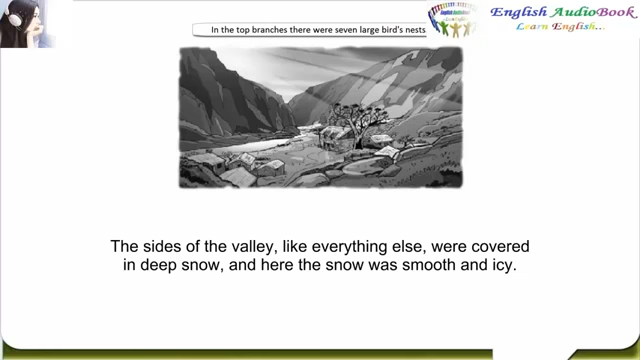 In the top branches there were seven large bird's nests
English AudioBook
Learn English...
The sides of the valley, like everything else, were covered
in deep snow, and here the snow was smooth and icy.